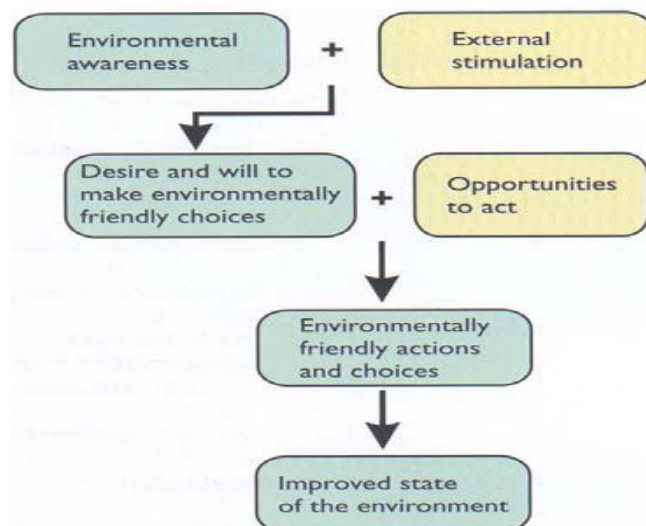 Environmental
awareness
+
External
stimulation
Desire and will to
make environmentally
friendly choices
+
Opportunities
to act
Environmentally
friendly actions
and choices
Improved state
of the environment